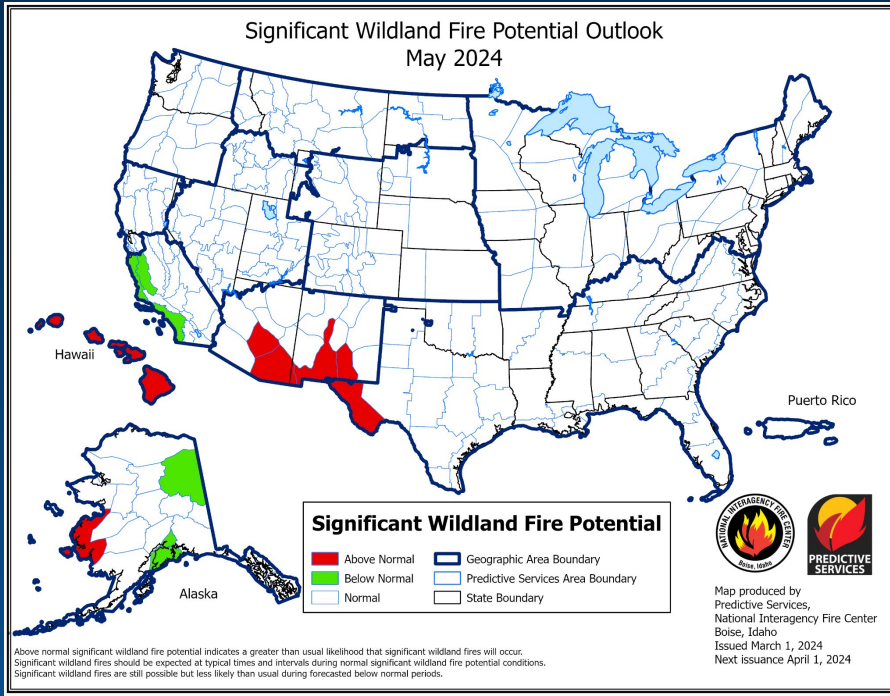 Significant Wildland Fire Potential Outlook
May 2024
Hawaii
Puerto Rico
Alaska
Significant Wildland Fire Potential
Above Normal
Below Normal
Normal
Geographic Area Boundary
Predictive Services Area Boundary
State Boundary
NATIONAL INTERAGENCY FIRE CENTER
Boise, Idaho
PREDICTIVE
SERVICES
Map produced by
Predictive Services,
National Interagency Fire Center
Boise, Idaho
Issued March 1, 2024
Next issuance April 1, 2024
Above normal significant wildland fire potential indicates a greater than usual likelihood that significant wildland fires will occur.
Significant wildland fires should be expected at typical times and intervals during normal significant wildland fire potential conditions.
Significant wildland fires are still possible but less likely than usual during forecasted below normal periods.